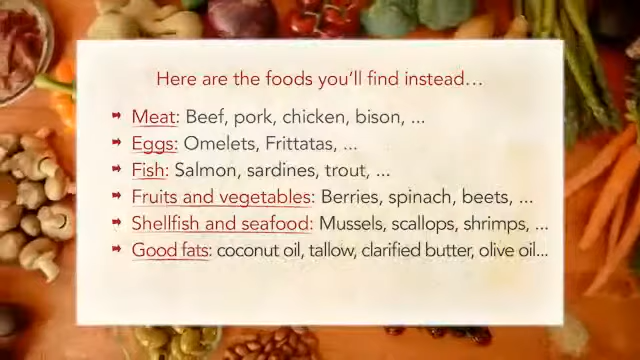 Here are the foods you'll find instead...
➡ Meat: Beef, pork, chicken, bison, ...
➡ Eggs: Omelets, Frittatas, ...
➡ Fish: Salmon, sardines, trout, ...
➡ Fruits and vegetables: Berries, spinach, beets, ...
➡ Shellfish and seafood: Mussels, scallops, shrimps, ...
➡ Good fats: coconut oil, tallow, clarified butter, olive oil...